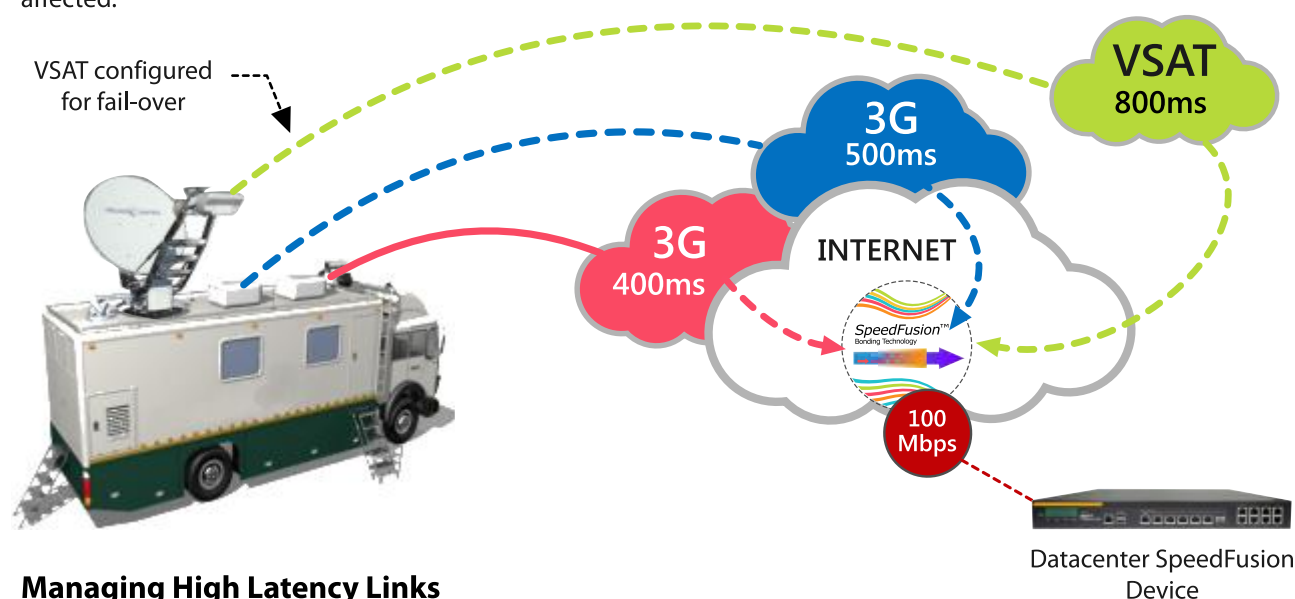 affected.
VSAT configured
for fail-over
VSAT
800ms
3G
500ms
3G
400ms
INTERNET
SpeedFusion™
Bonding Technology
100
Mbps
Datacenter SpeedFusion
Device
Managing High Latency Links